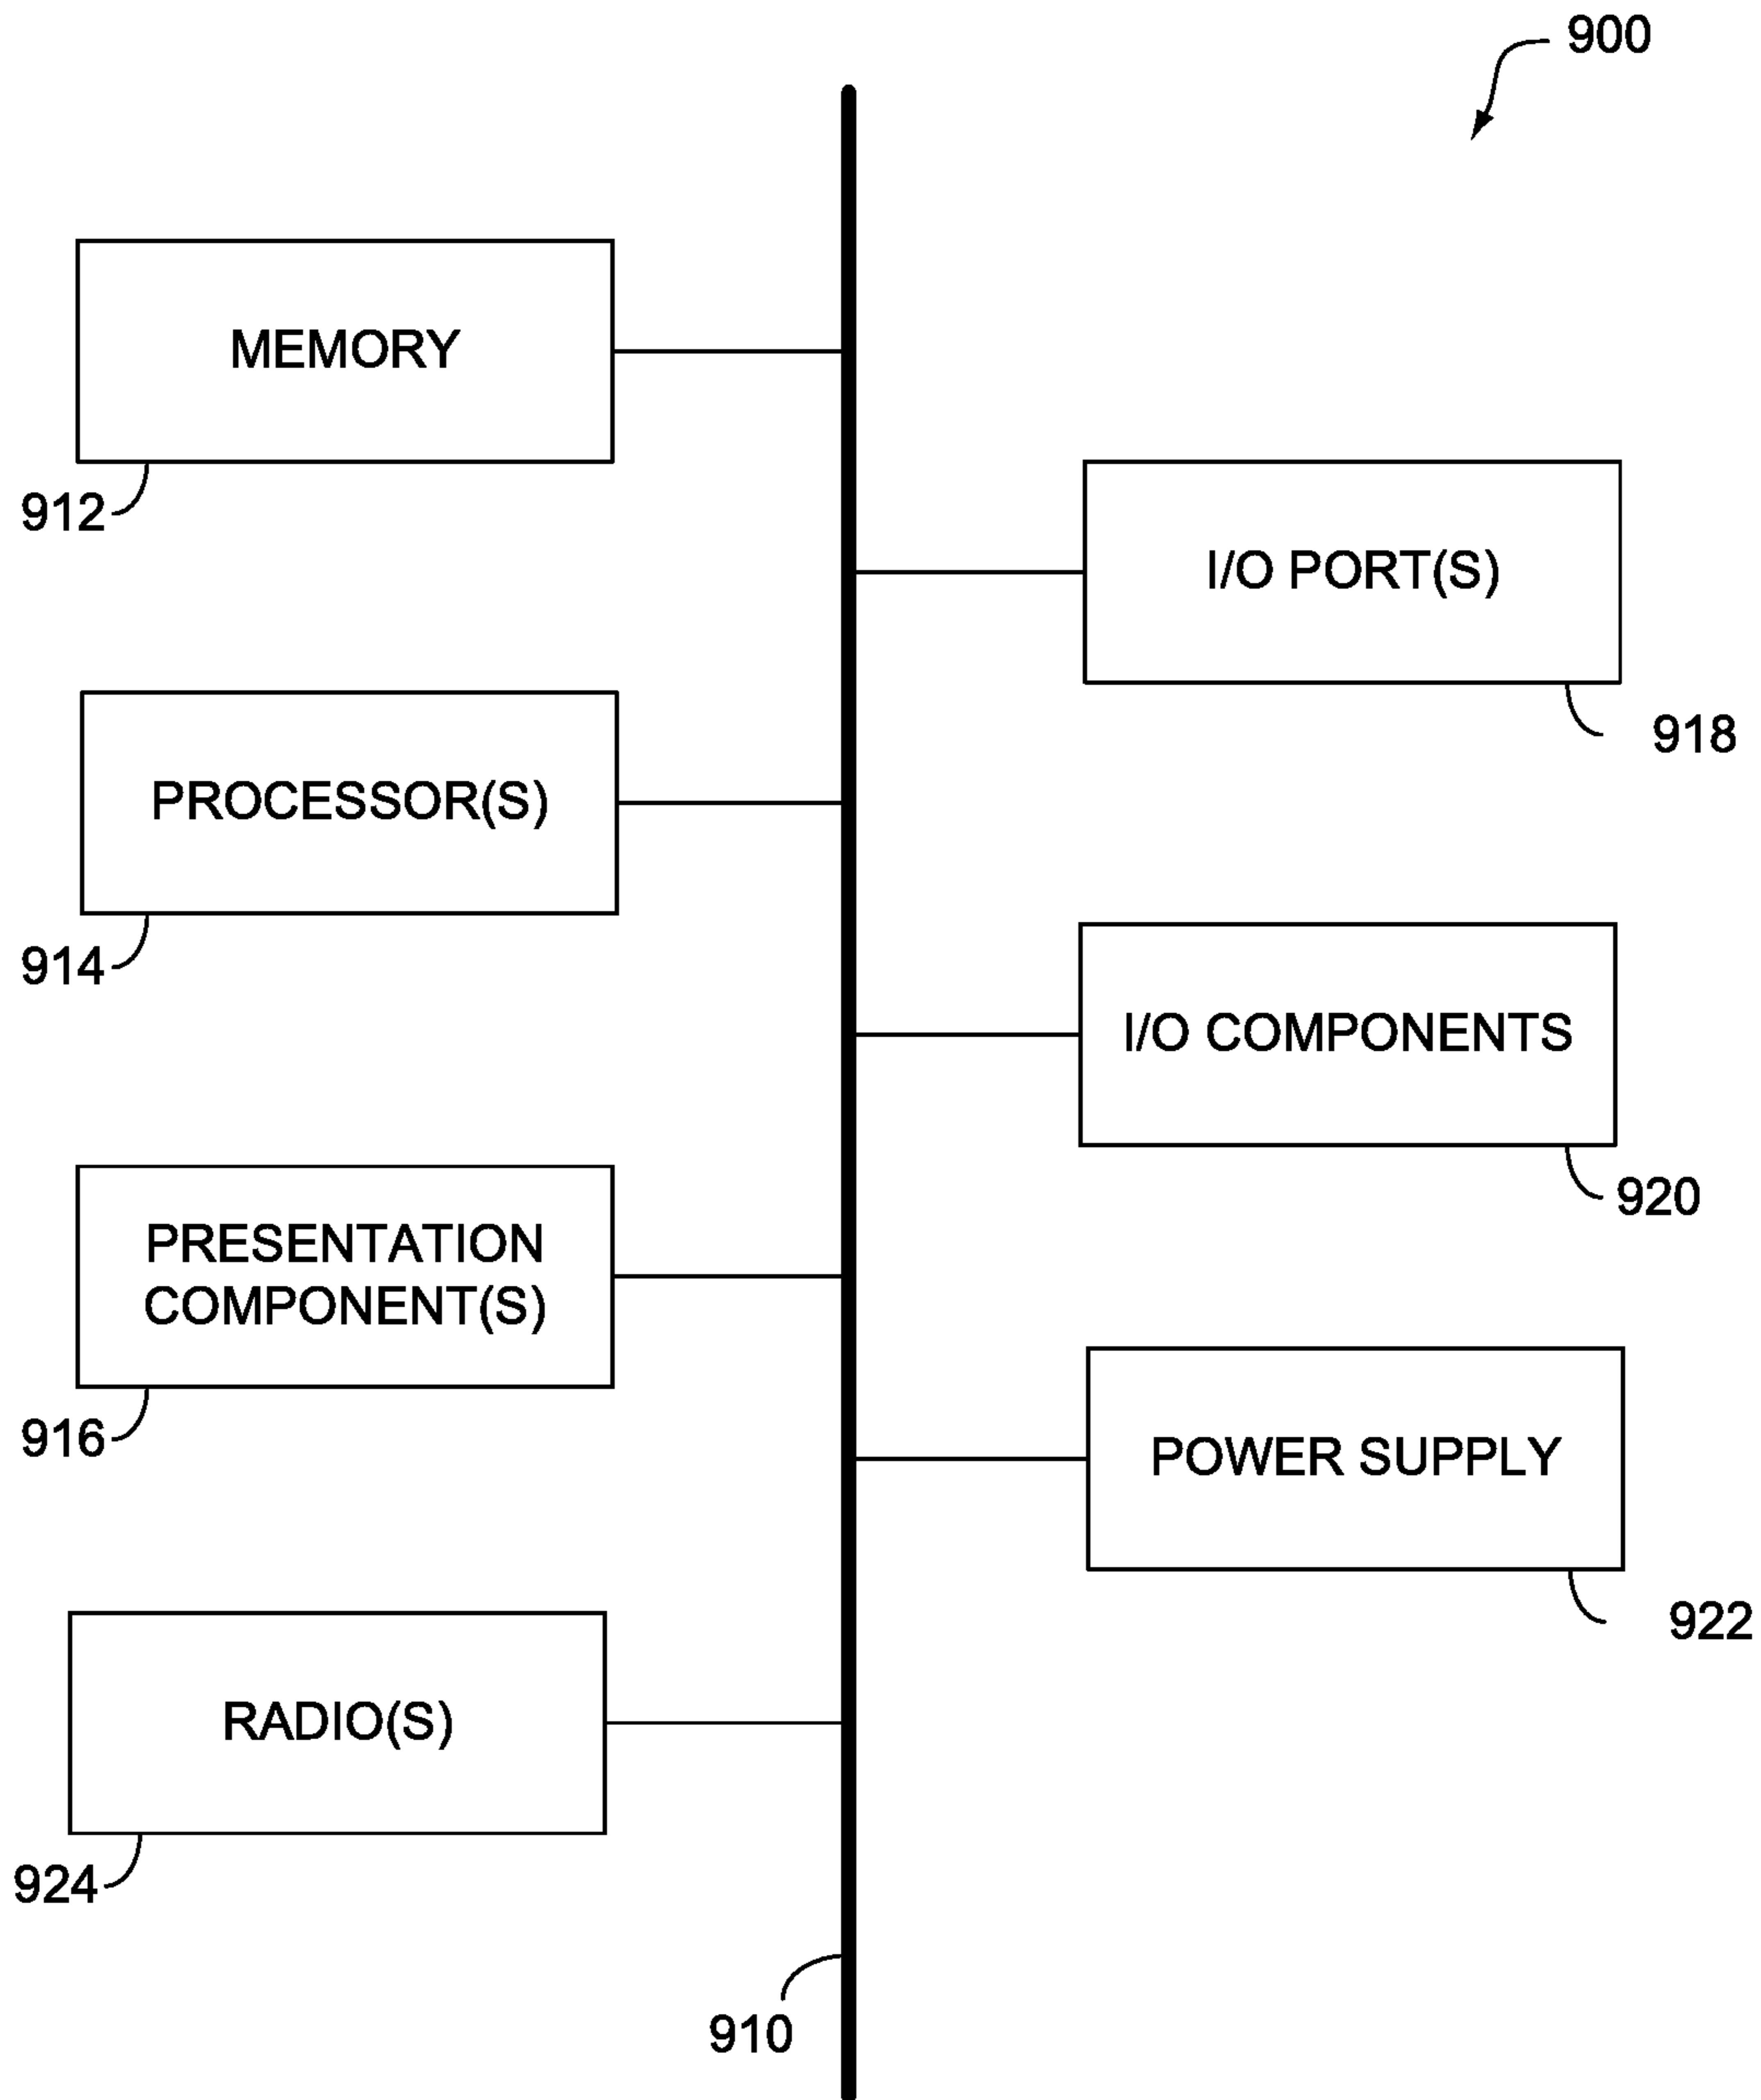 900
MEMORY
912
I/O PORT(S)
918
PROCESSOR(S)
914
I/O COMPONENTS
920
PRESENTATION
COMPONENT(S)
916
POWER SUPPLY
922
RADIO(S)
924
910